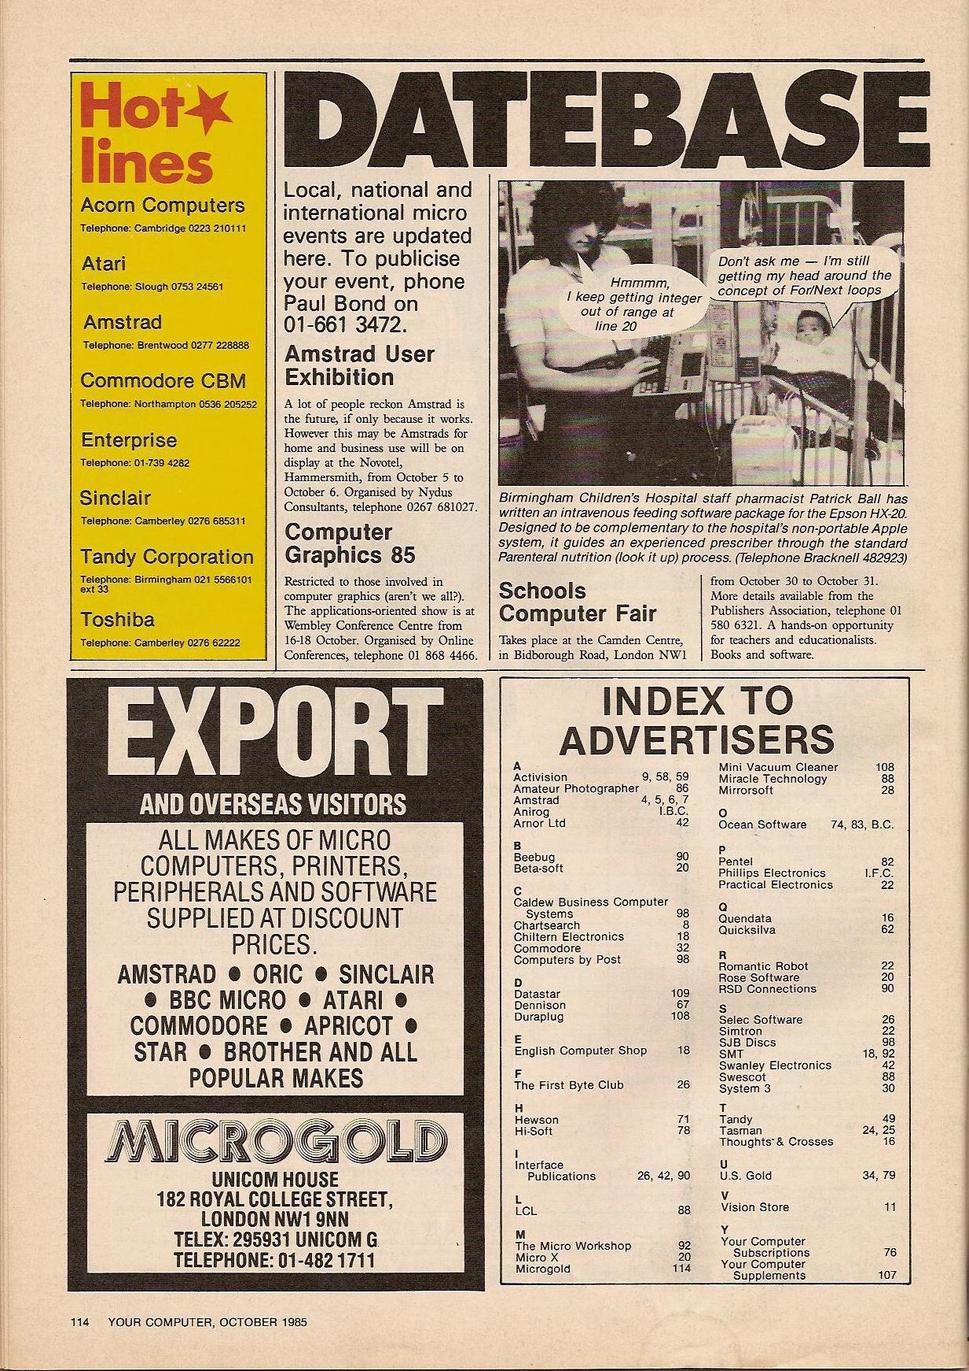 Hot
lines
Acorn Computers
Telephone: Cambridge 0223 210111
Atari
Telephone: Slough 0753 24561
Amstrad
Telephone: Brentwood 0277 228888
Commodore CBM
Telephone: Northampton 0536 205252
Enterprise
Telephone: 01-739 4282
Sinclair
Telephone: Camberley 0276 685311
Tandy Corporation
Telephone: Birmingham 021 5566101
ext 33
Toshiba
Telephone: Camberley 0276 62222
DATEBASE
Local, national and
international micro
events are updated
here. To publicise
your event, phone
Paul Bond on
01-661 3472.
Amstrad User
Exhibition
A lot of people reckon Amstrad is
the future, if only because it works.
However this may be Amstrads for
home and business use will be on
display at the Novotel,
Hammersmith, from October 5 to
October 6. Organised by Nydus
Consultants, telephone 0267 681027.
Computer
Graphics 85
Restricted to those involved in
computer graphics (aren't we all?).
The applications-oriented show is at
Wembley Conference Centre from
16-18 October. Organised by Online
Conferences, telephone 01 868 4466.
Hmmmm,
I keep getting integer
out of range at
line 20
Don't ask me — I'm still
getting my head around the
concept of For/Next loops
Birmingham Children's Hospital staff pharmacist Patrick Ball has
written an intravenous feeding software package for the Epson HX-20.
Designed to be complementary to the hospital's non-portable Apple
system, it guides an experienced prescriber through the standard
Parenteral nutrition (look it up) process. (Telephone Bracknell 482923)
Schools
Computer Fair
Takes place at the Camden Centre,
in Bidborough Road, London NW1
from October 30 to October 31.
More details available from the
Publishers Association, telephone 01
580 6321. A hands-on opportunity
for teachers and educationalists.
Books and software.
EXPORT
AND OVERSEAS VISITORS
ALL MAKES OF MICRO
COMPUTERS, PRINTERS,
PERIPHERALS AND SOFTWARE
SUPPLIED AT DISCOUNT
PRICES.
AMSTRAD ● ORIC ● SINCLAIR
● BBC MICRO ● ATARI ●
COMMODORE ● APRICOT ●
STAR ● BROTHER AND ALL
POPULAR MAKES
MICROGOLD
UNICOM HOUSE
182 ROYAL COLLEGE STREET,
LONDON NW1 9NN
TELEX: 295931 UNICOM G
TELEPHONE: 01-482 1711
INDEX TO
ADVERTISERS
A
Activision 9, 58, 59
Amateur Photographer 86
Amstrad 4, 5, 6, 7
Anirog I.B.C.
Arnor Ltd 42
B
Beebug 90
Beta-soft 20
C
Caldew Business Computer
Systems 98
Chartsearch 8
Chiltern Electronics 18
Commodore 32
Computers by Post 98
D
Datastar 109
Dennison 67
Duraplug 108
E
English Computer Shop 18
F
The First Byte Club 26
H
Hewson 71
Hi-Soft 78
I
Interface
Publications 26, 42, 90
L
LCL 88
M
The Micro Workshop 92
Micro X 20
Microgold 114
Mini Vacuum Cleaner 108
Miracle Technology 88
Mirrorsoft 28
O
Ocean Software 74, 83, B.C.
P
Pentel 82
Phillips Electronics I.F.C.
Practical Electronics 22
Q
Quendata 16
Quicksilva 62
R
Romantic Robot 22
Rose Software 20
RSD Connections 90
S
Selec Software 26
Simtron 22
SJB Discs 98
SMT 18, 92
Swanley Electronics 42
Swescot 88
System 3 30
T
Tandy 49
Tasman 24, 25
Thoughts & Crosses 16
U
U.S. Gold 34, 79
V
Vision Store 11
Y
Your Computer
Subscriptions 76
Your Computer
Supplements 107
114 YOUR COMPUTER, OCTOBER 1985